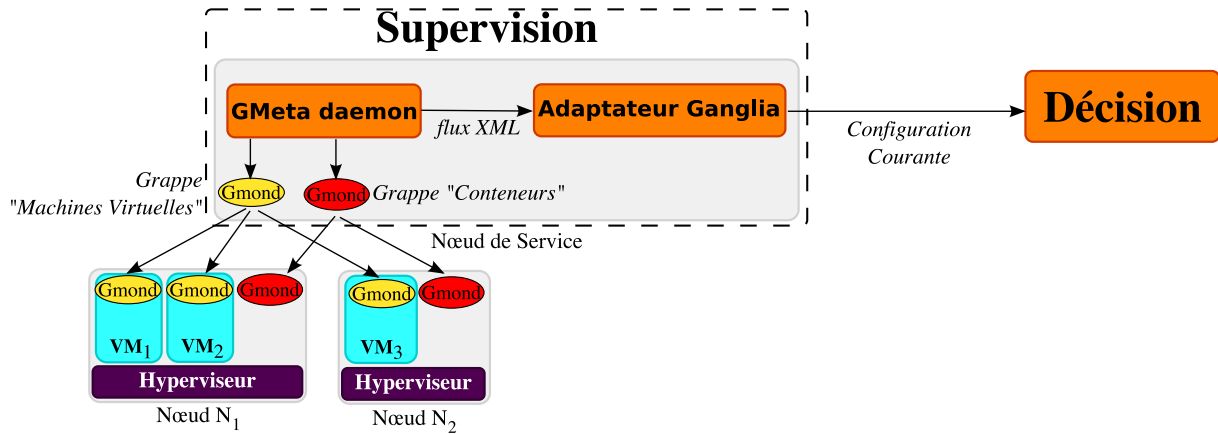 Supervision
GMeta daemon
flux XML
Adaptateur Ganglia
Configuration
Courante
Décision
Grappe
"Machines Virtuelles"
Gmond
Gmond
Grappe "Conteneurs"
Nœud de Service
Gmond
Gmond
Gmond
Gmond
Gmond
VM1
VM2
VM3
Hyperviseur
Hyperviseur
Nœud N1
Nœud N2